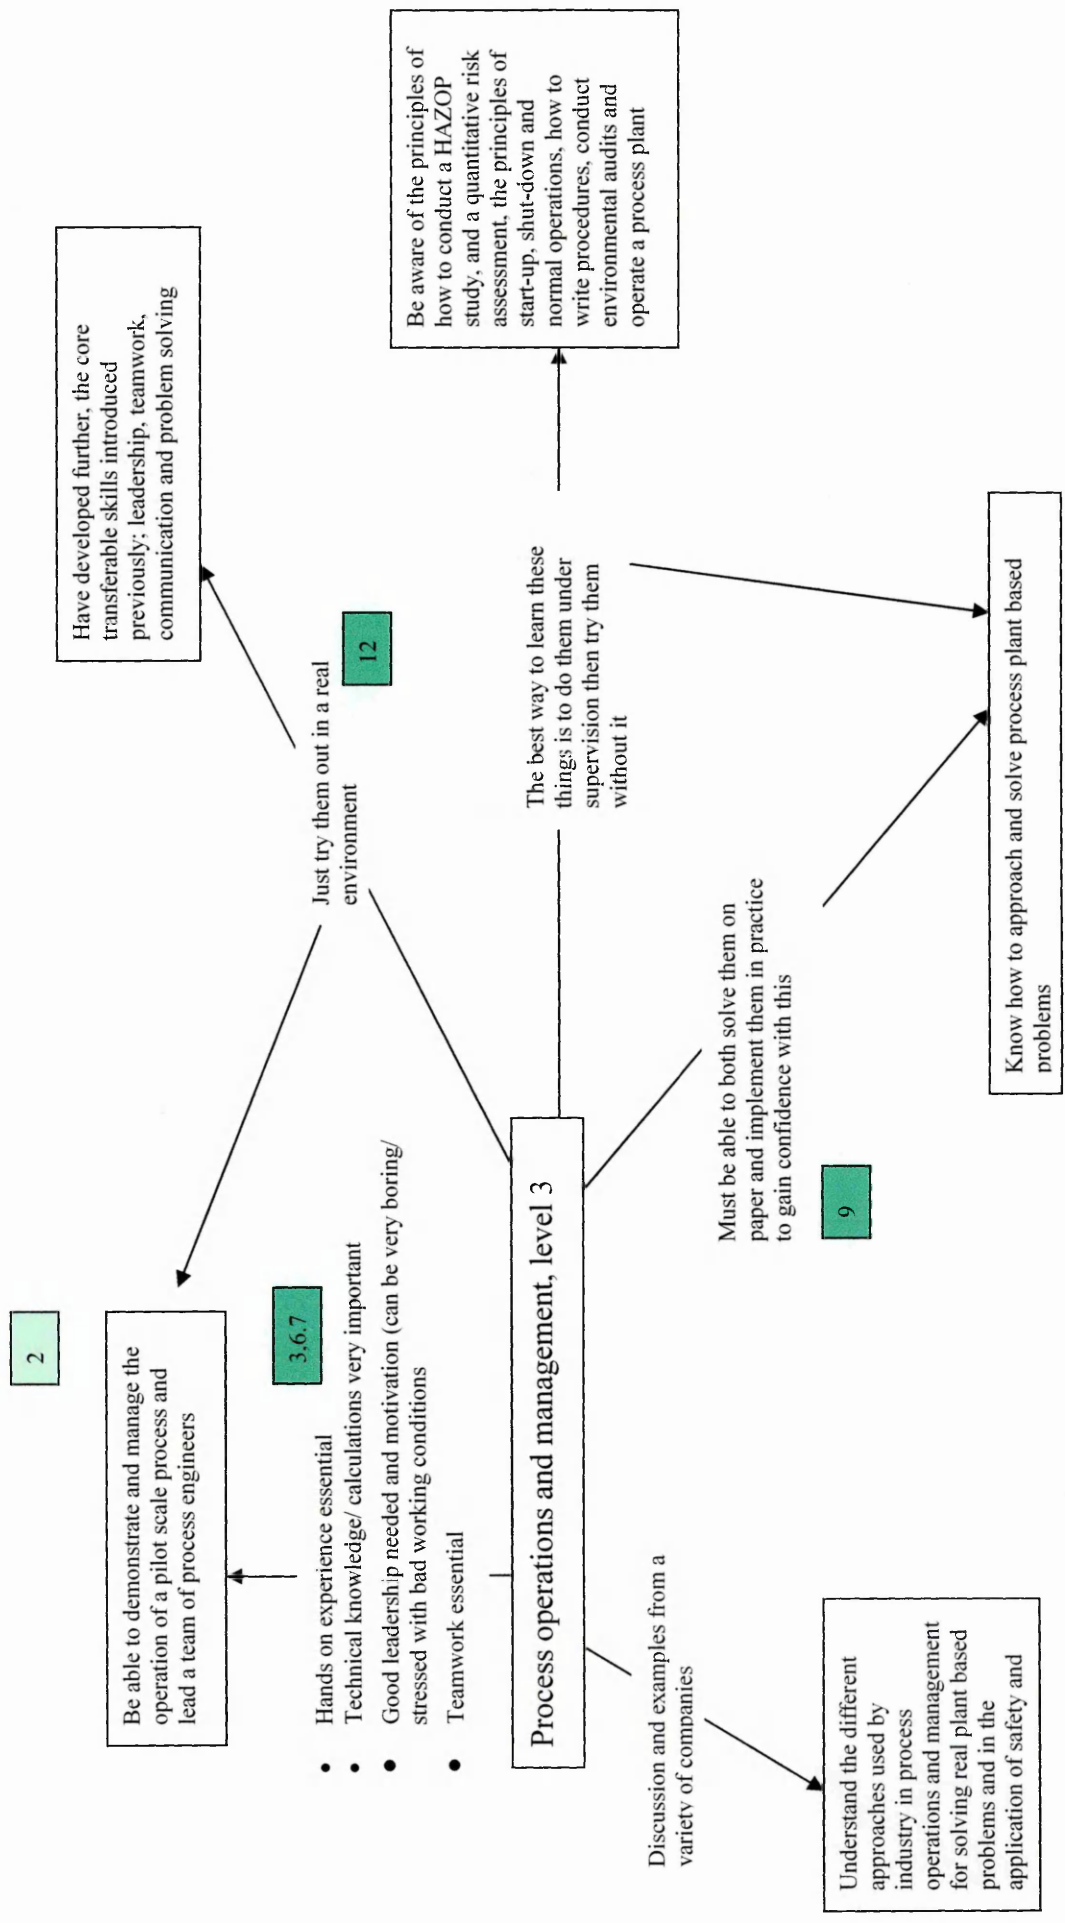 2
Be able to demonstrate and manage the
operation of a pilot scale process and
lead a team of process engineers
3,6.7
• Hands on experience essential
• Technical knowledge/ calculations very important
• Good leadership needed and motivation (can be very boring/
stressed with bad working conditions
• Teamwork essential
Have developed further, the core
transferable skills introduced
previously; leadership, teamwork,
communication and problem solving
Just try them out in a real
environment
12
Be aware of the principles of
how to conduct a HAZOP
study, and a quantitative risk
assessment, the principles of
start-up, shut-down and
normal operations, how to
write procedures, conduct
environmental audits and
operate a process plant
The best way to learn these
things is to do them under
supervision then try them
without it
Process operations and management, level 3
Discussion and examples from a
variety of companies
Must be able to both solve them on
paper and implement them in practice
to gain confidence with this
9
Understand the different
approaches used by
industry in process
operations and management
for solving real plant based
problems and in the
application of safety and
Know how to approach and solve process plant based
problems